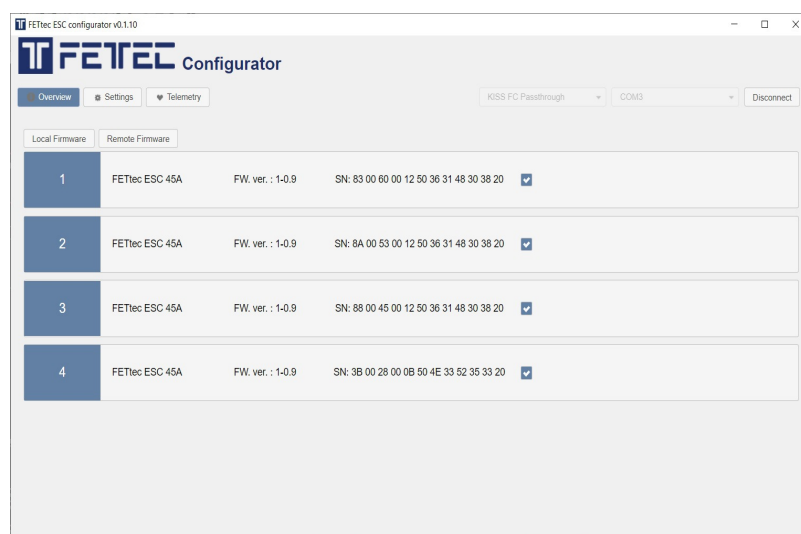 FETtec ESC configurator v0.1.10
FETTEC Configurator
Overview Settings Telemetry KISS FC Passthrough COM3 Disconnect
Local Firmware Remote Firmware
1 FETtec ESC 45A FW. ver. : 1-0.9 SN: 83 00 60 00 12 50 36 31 48 30 38 20
2 FETtec ESC 45A FW. ver. : 1-0.9 SN: 8A 00 53 00 12 50 36 31 48 30 38 20
3 FETtec ESC 45A FW. ver. : 1-0.9 SN: 88 00 45 00 12 50 36 31 48 30 38 20
4 FETtec ESC 45A FW. ver. : 1-0.9 SN: 3B 00 28 00 0B 50 4E 33 52 35 33 20